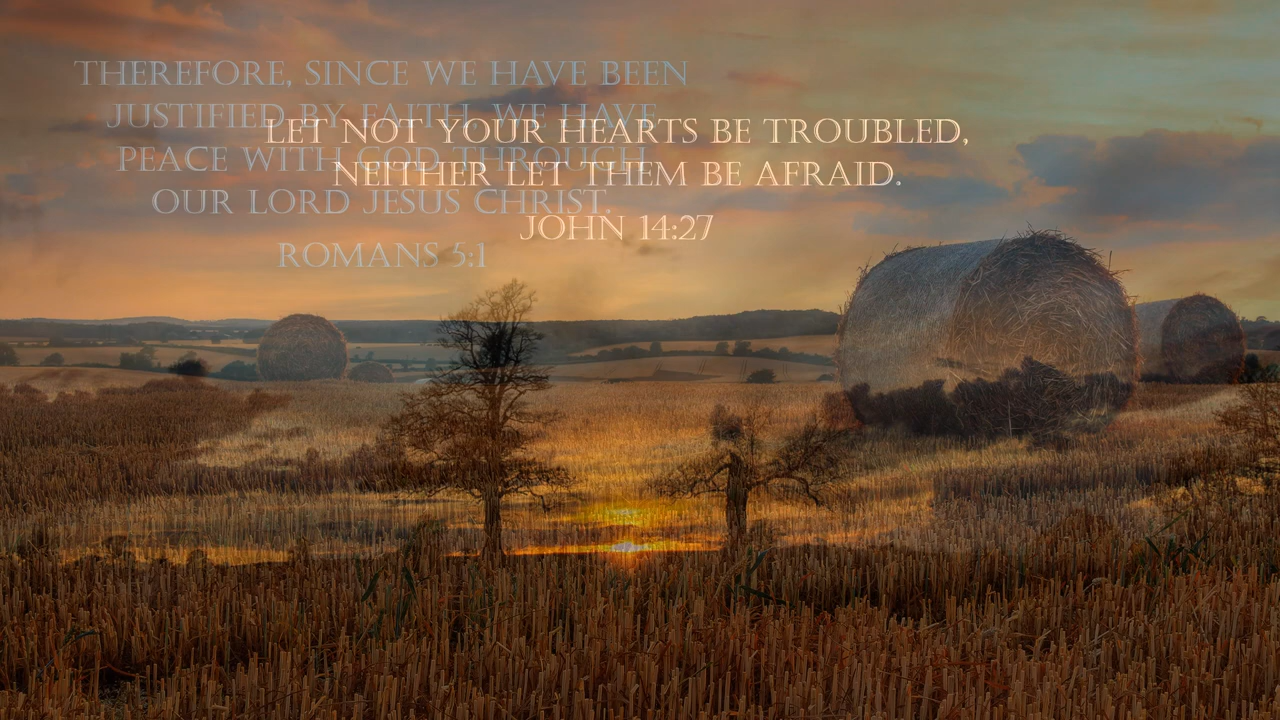 THEREFORE, SINCE WE HAVE BEEN
JUSTIFIED BY FAITH, WE HAVE
PEACE WITH GOD THROUGH
OUR LORD JESUS CHRIST.
ROMANS 5:1
LET NOT YOUR HEARTS BE TROUBLED,
NEITHER LET THEM BE AFRAID.
JOHN 14:27